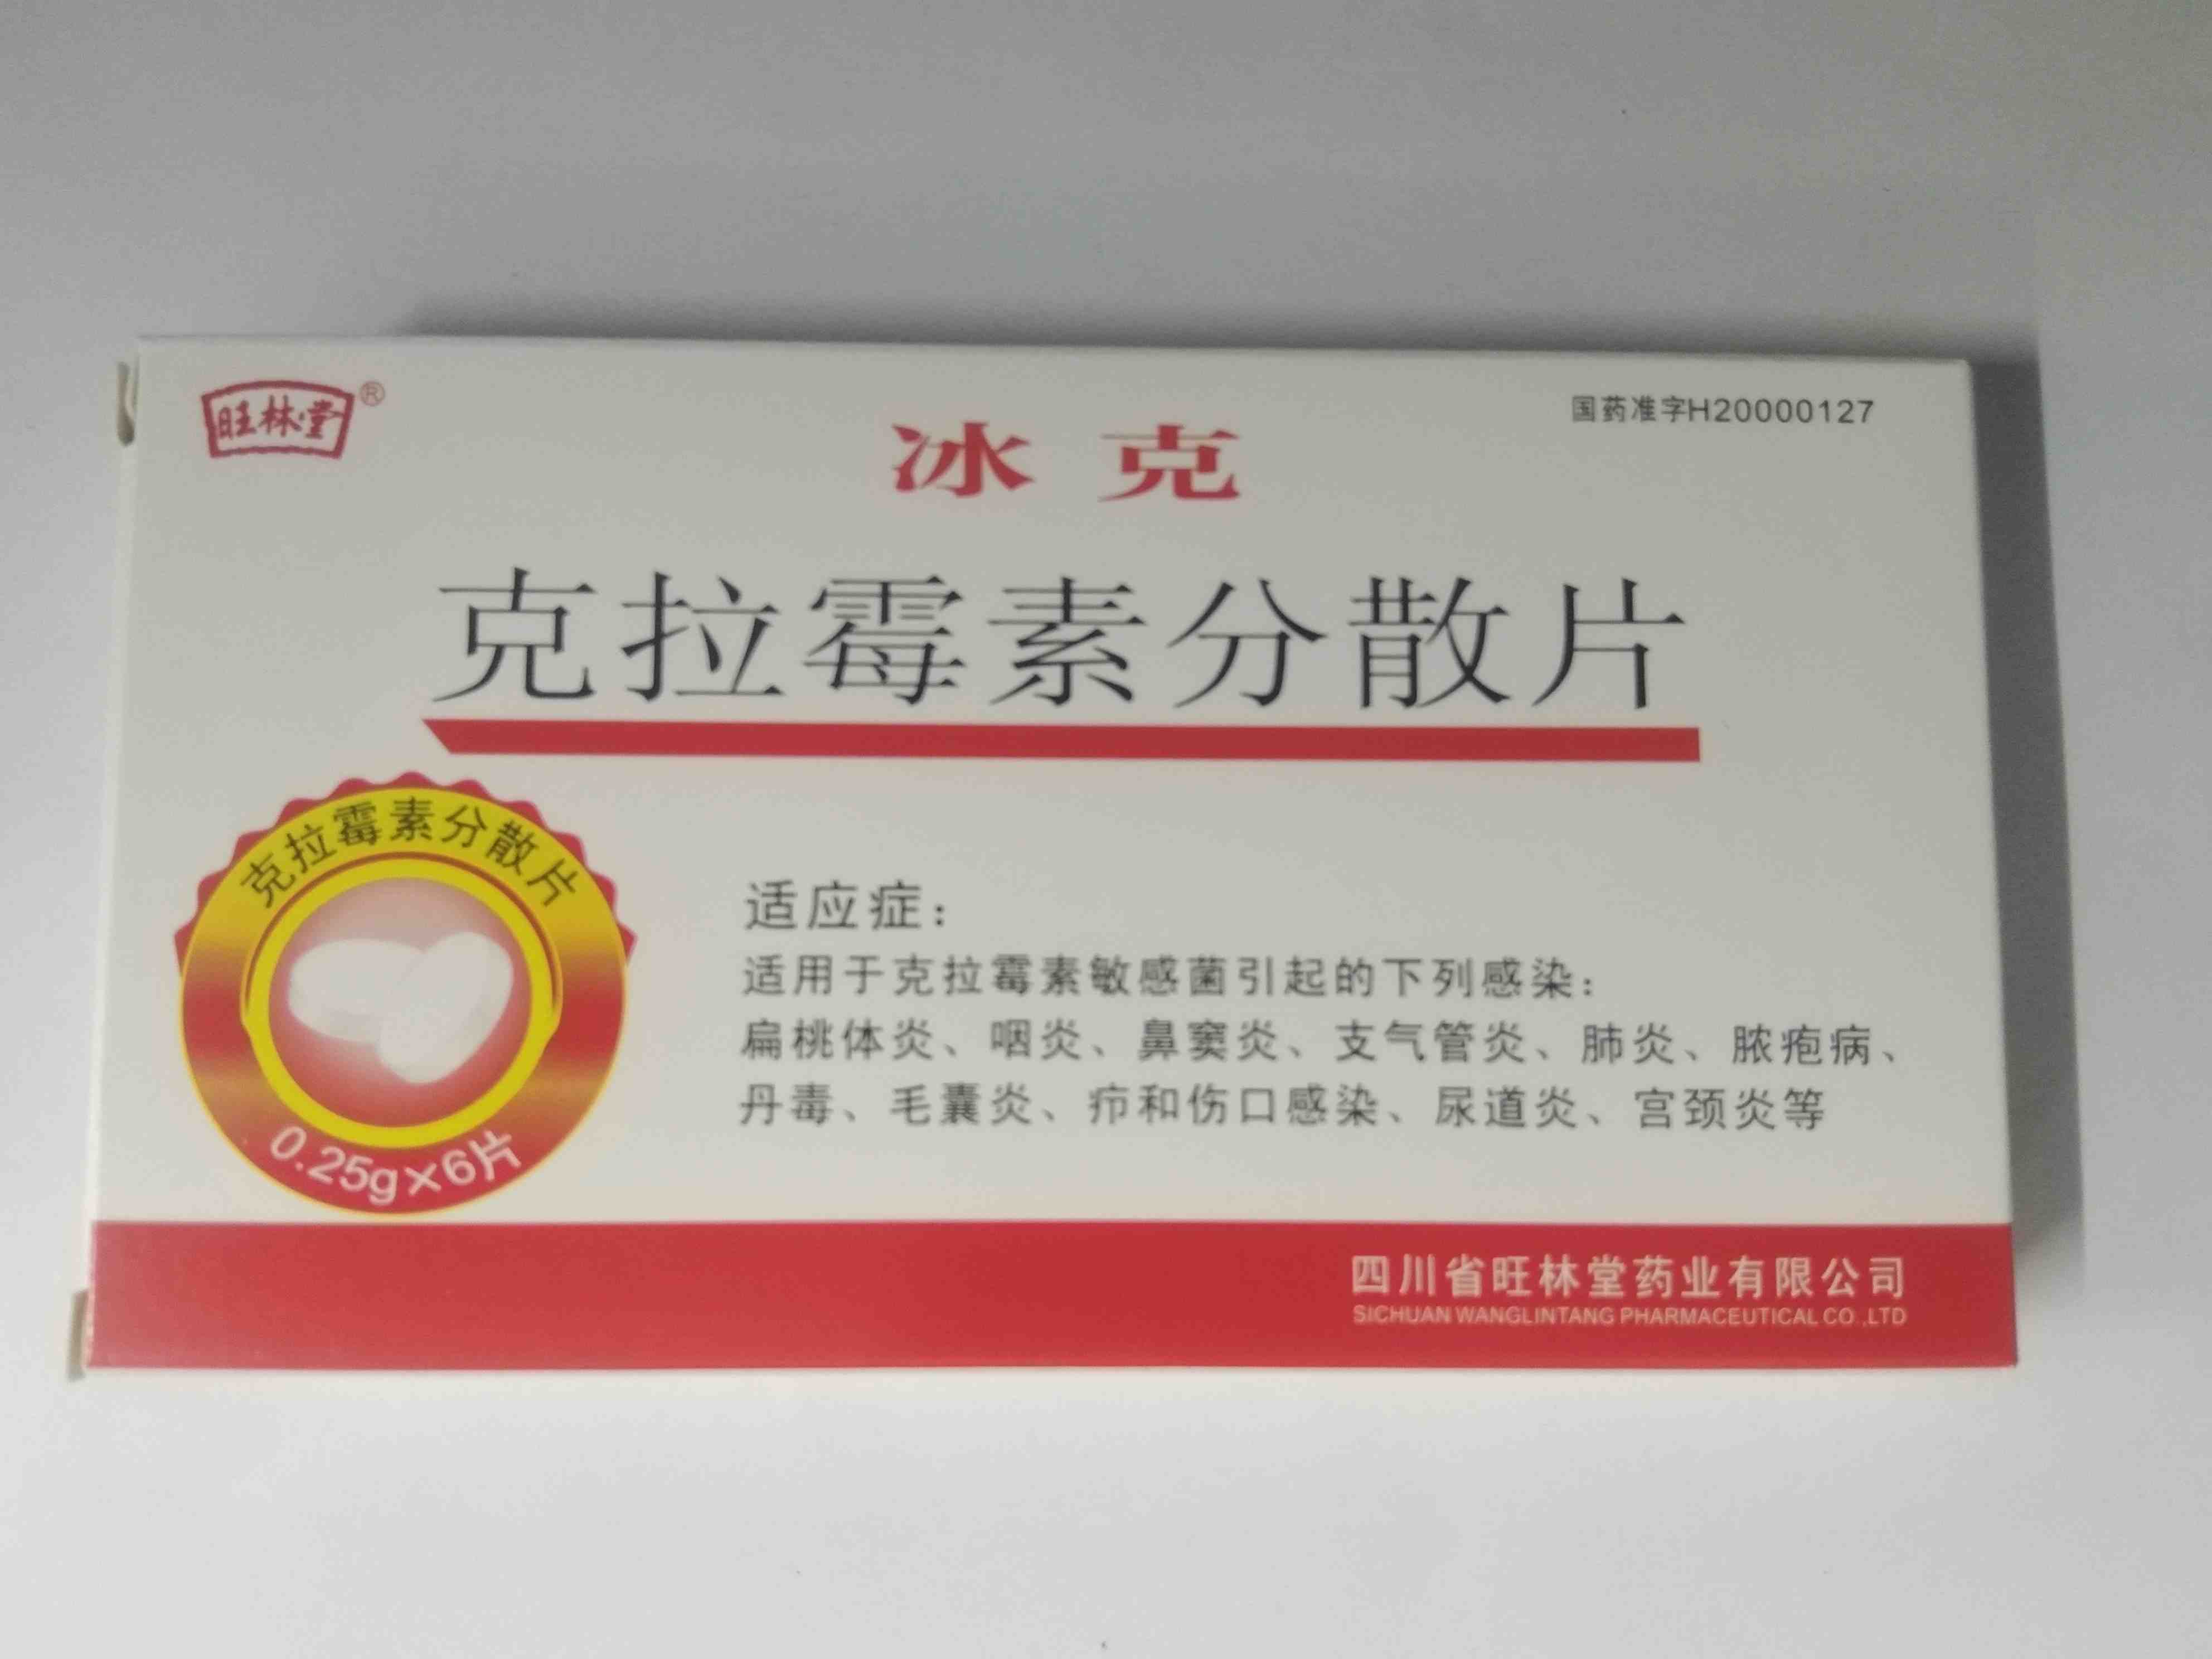 旺林堂®
国药准字H20000127
冰克
克拉霉素分散片
克拉霉素分散片
0.25g×6片
适应症：
适用于克拉霉素敏感菌引起的下列感染：
扁桃体炎、咽炎、鼻窦炎、支气管炎、肺炎、脓疱病、
丹毒、毛囊炎、疖和伤口感染、尿道炎、宫颈炎等
四川省旺林堂药业有限公司
SICHUAN WANGLINTANG PHARMACEUTICAL CO.,LTD